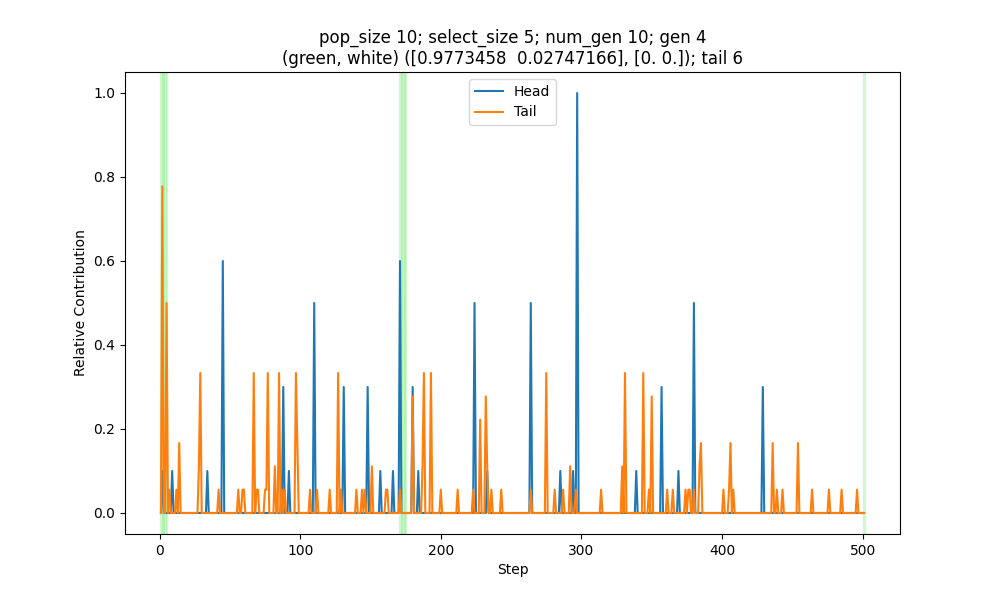 pop_size 10; select_size 5; num_gen 10; gen 4
(green, white) ([0.9773458  0.02747166], [0. 0.]); tail 6
Head
Tail
Relative Contribution
1.0
0.8
0.6
0.4
0.2
0.0
0
100
200
300
400
500
Step